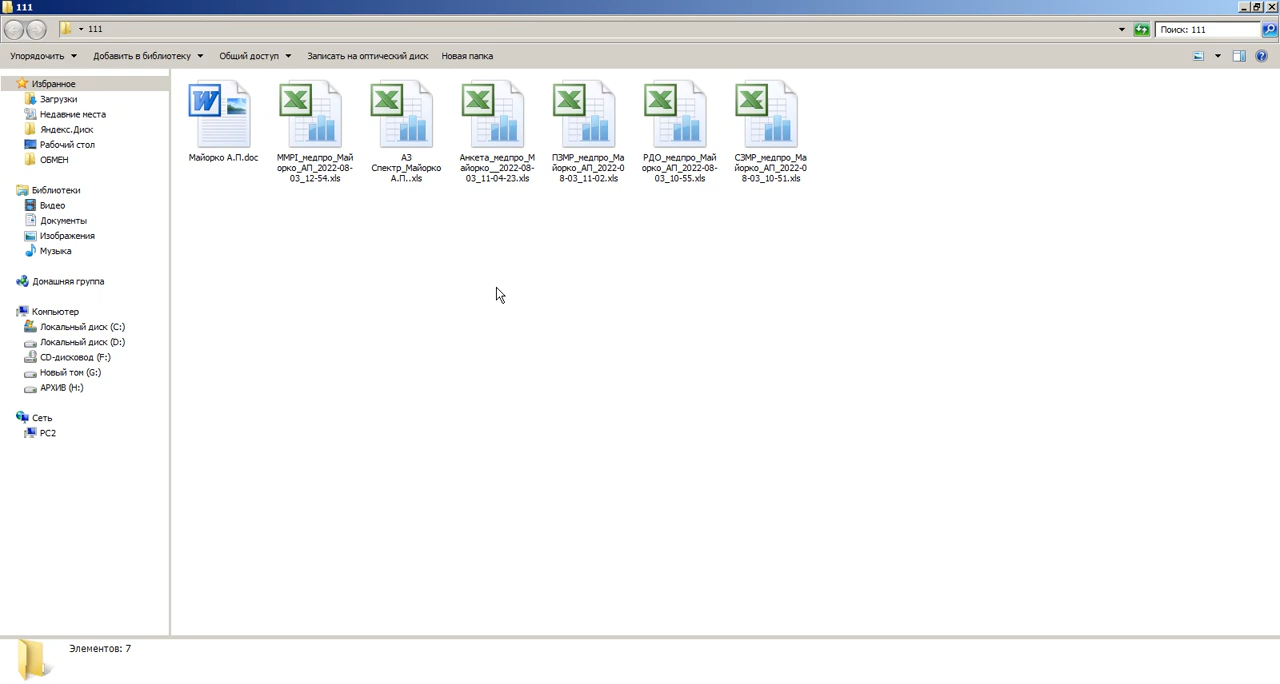 111
111
Поиск: 111
Упорядочить
Добавить в библиотеку
Общий доступ
Записать на оптический диск
Новая папка
Избранное
Загрузки
Недавние места
Яндекс.Диск
Рабочий стол
ОБМЕН
Библиотеки
Видео
Документы
Изображения
Музыка
Домашняя группа
Компьютер
Локальный диск (C:)
Локальный диск (D:)
CD-дисковод (F:)
Новый том (G:)
АРХИВ (H:)
Сеть
PC2
Майорко А.П.doc
MMPI_медпро_Май
орко_АП_2022-08-
03_12-54.xls
АЗ
Спектр_Майорко
А.П..xls
Анкета_медпро_М
айорко__2022-08-
03_11-04-23.xls
ПЗМР_медпро_Ма
йорко_АП_2022-0
8-03_11-02.xls
РДО_медпро_Май
орко_АП_2022-08-
03_10-55.xls
СЗМР_медпро_Ма
йорко_АП_2022-0
8-03_10-51.xls
Элементов: 7